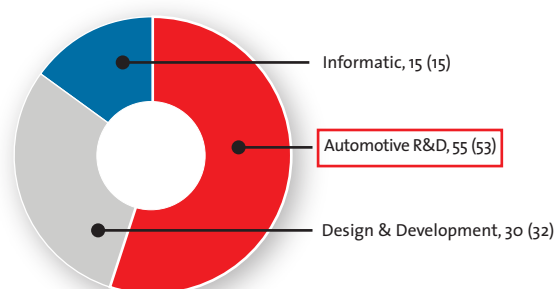 Informatic, 15 (15)
Automotive R&D, 55 (53)
Design & Development, 30 (32)